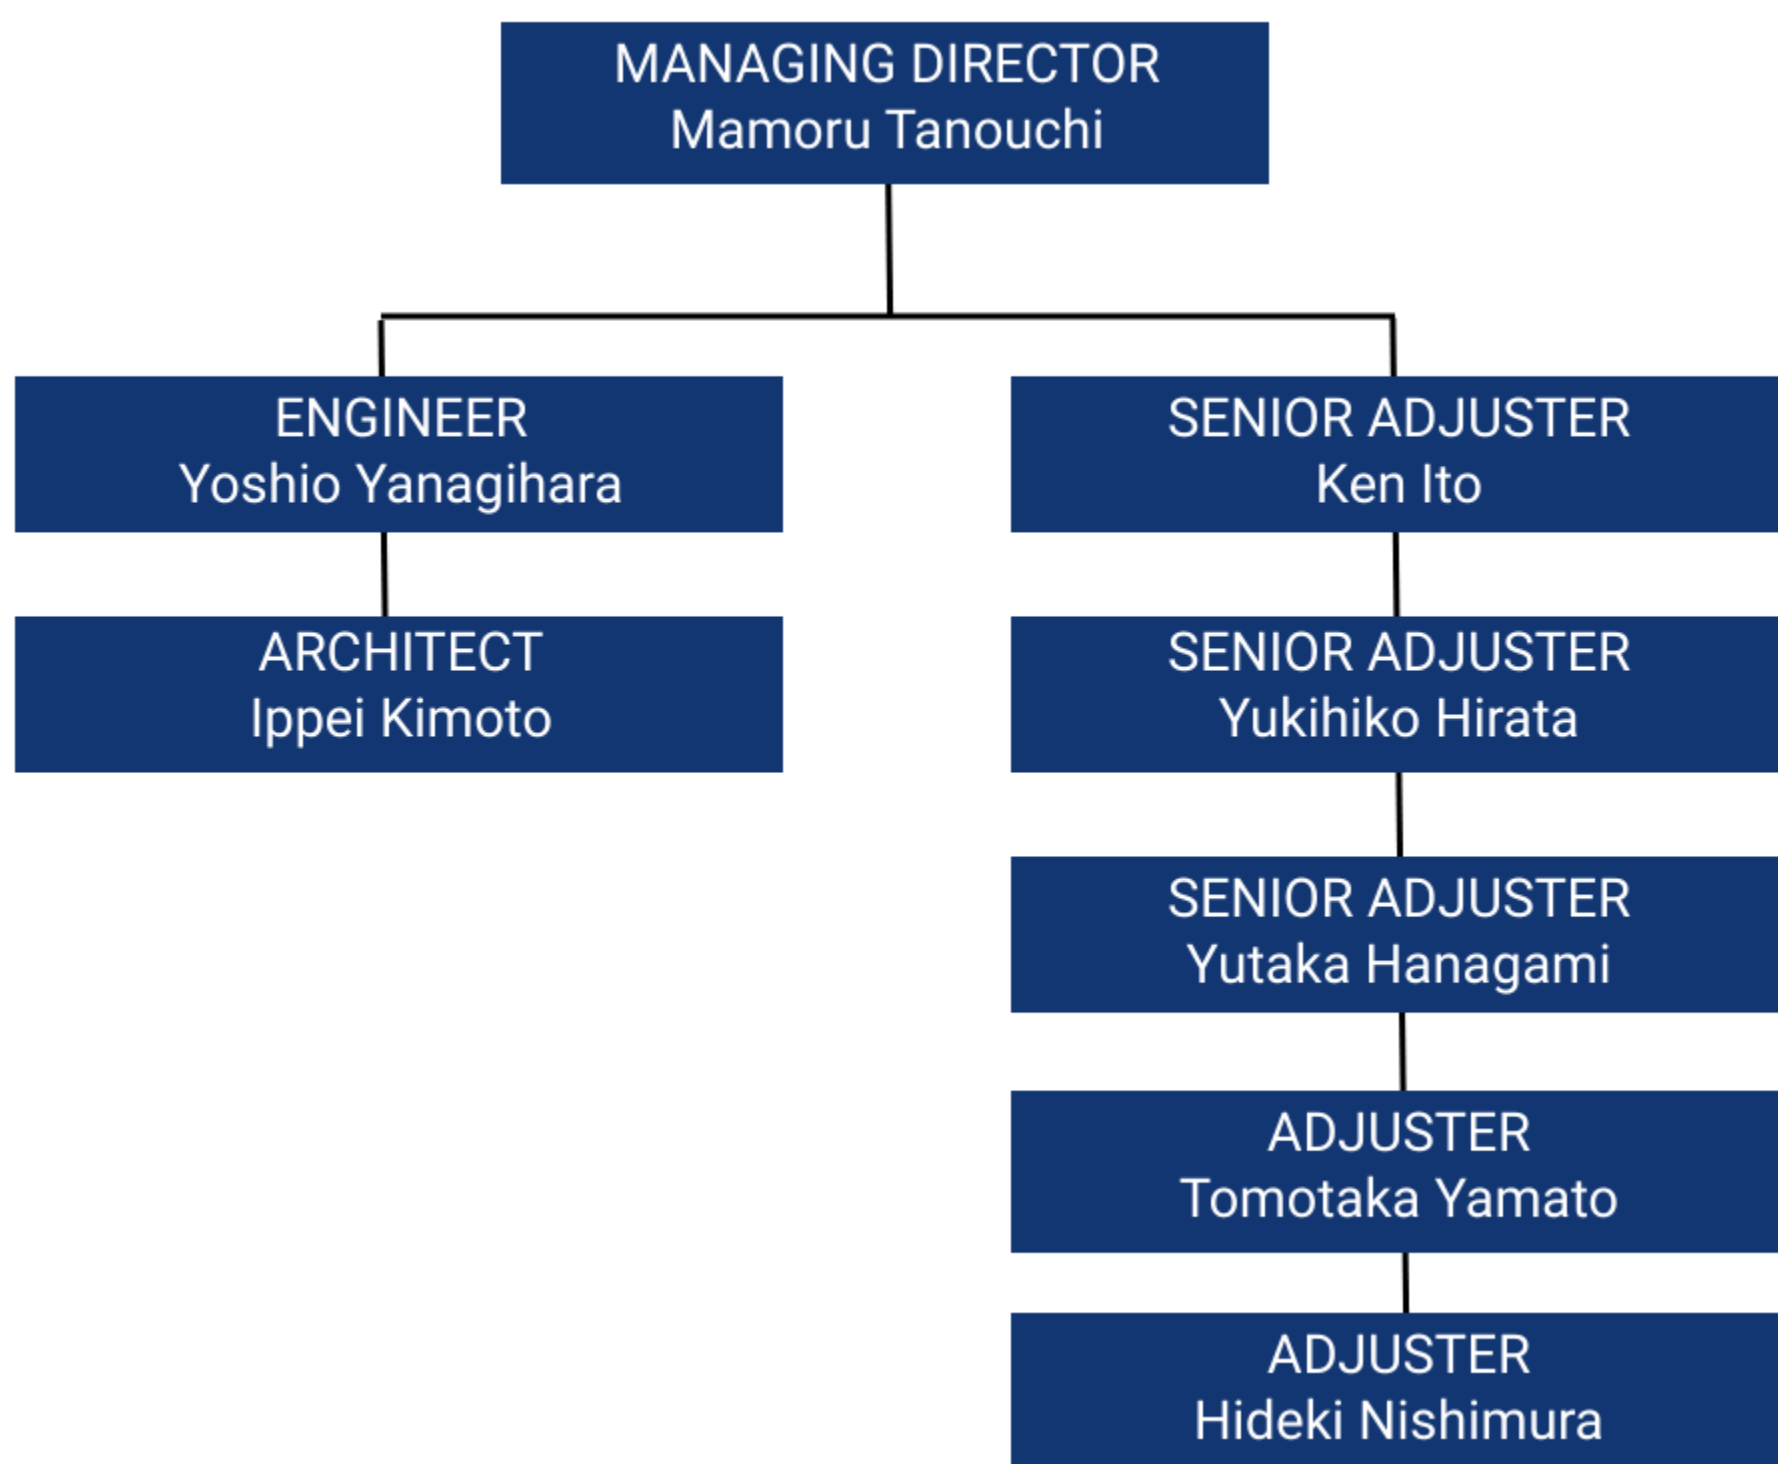 MANAGING DIRECTOR
Mamoru Tanouchi
ENGINEER
Yoshio Yanagihara
SENIOR ADJUSTER
Ken Ito
ARCHITECT
Ippei Kimoto
SENIOR ADJUSTER
Yukihiko Hirata
SENIOR ADJUSTER
Yutaka Hanagami
ADJUSTER
Tomotaka Yamato
ADJUSTER
Hideki Nishimura